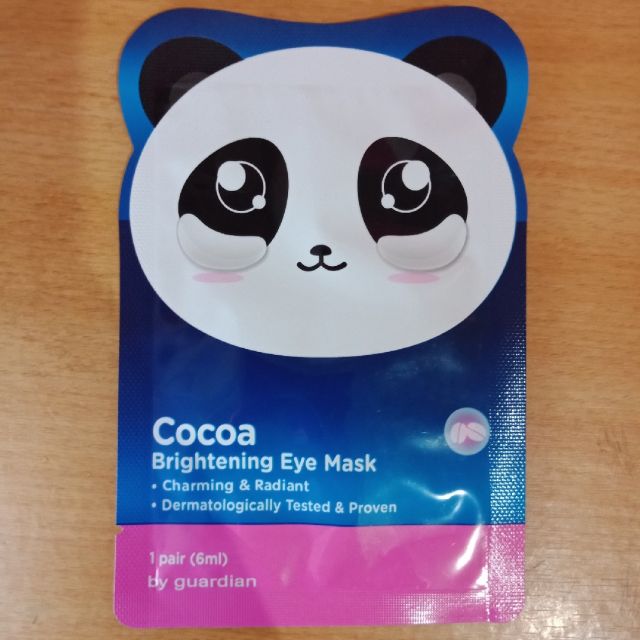 Cocoa
Brightening Eye Mask
• Charming & Radiant
• Dermatologically Tested & Proven
1 pair (6ml)
by guardian